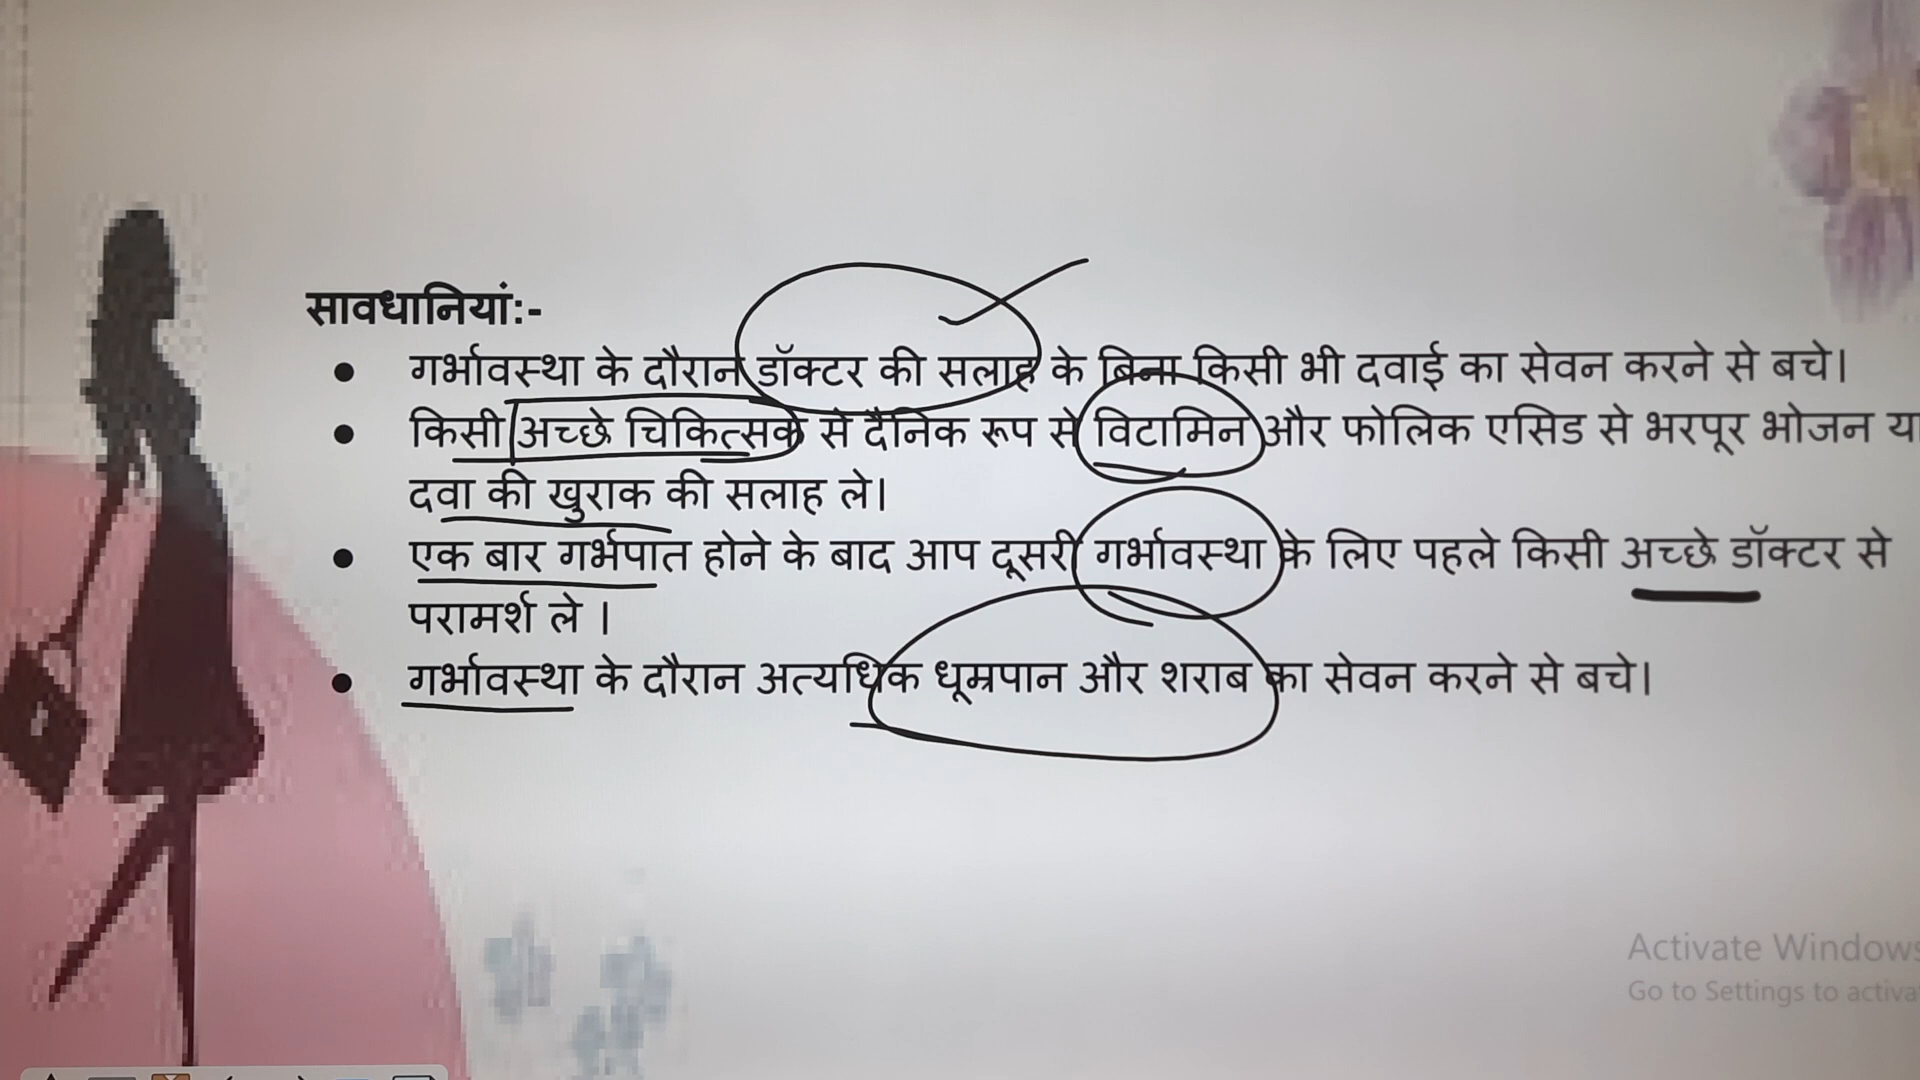 सावधानियां:-
● गर्भावस्था के दौरान डॉक्टर की सलाह के बिना किसी भी दवाई का सेवन करने से बचे।
● किसी अच्छे चिकित्सक से दैनिक रूप से विटामिन और फोलिक एसिड से भरपूर भोजन या
दवा की खुराक की सलाह ले।
● एक बार गर्भपात होने के बाद आप दूसरी गर्भावस्था के लिए पहले किसी अच्छे डॉक्टर से
परामर्श ले ।
● गर्भावस्था के दौरान अत्यधिक धूम्रपान और शराब का सेवन करने से बचे।
Activate Windows
Go to Settings to activa